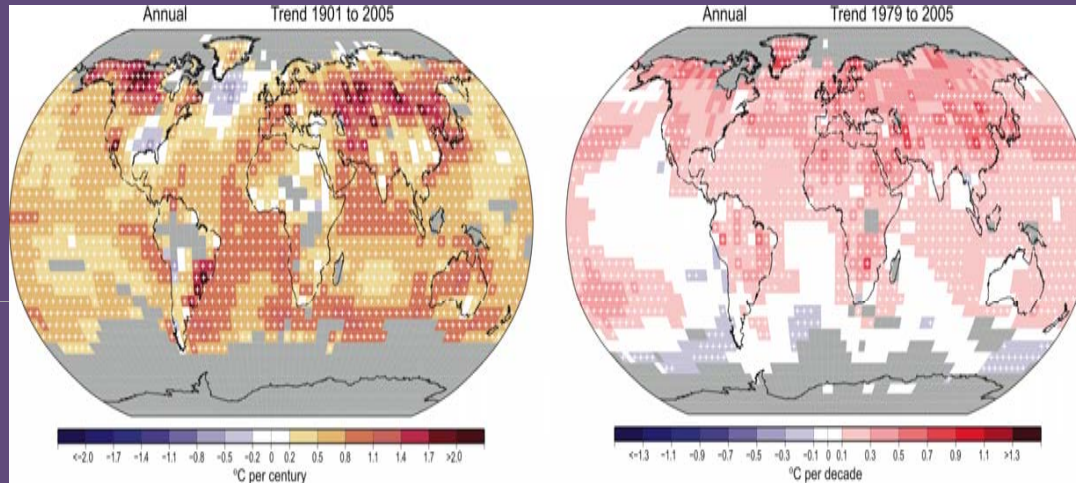 Annual Trend 1901 to 2005
<-2.0 -1.7 -1.4 -1.1 -0.8 -0.5 -0.2 0 0.2 0.5 0.8 1.1 1.4 1.7 >2.0
ºC per century
Annual Trend 1979 to 2005
<-1.3 -1.1 -0.9 -0.7 -0.5 -0.3 -0.1 0 0.1 0.3 0.5 0.7 0.9 1.1 >1.3
ºC per decade